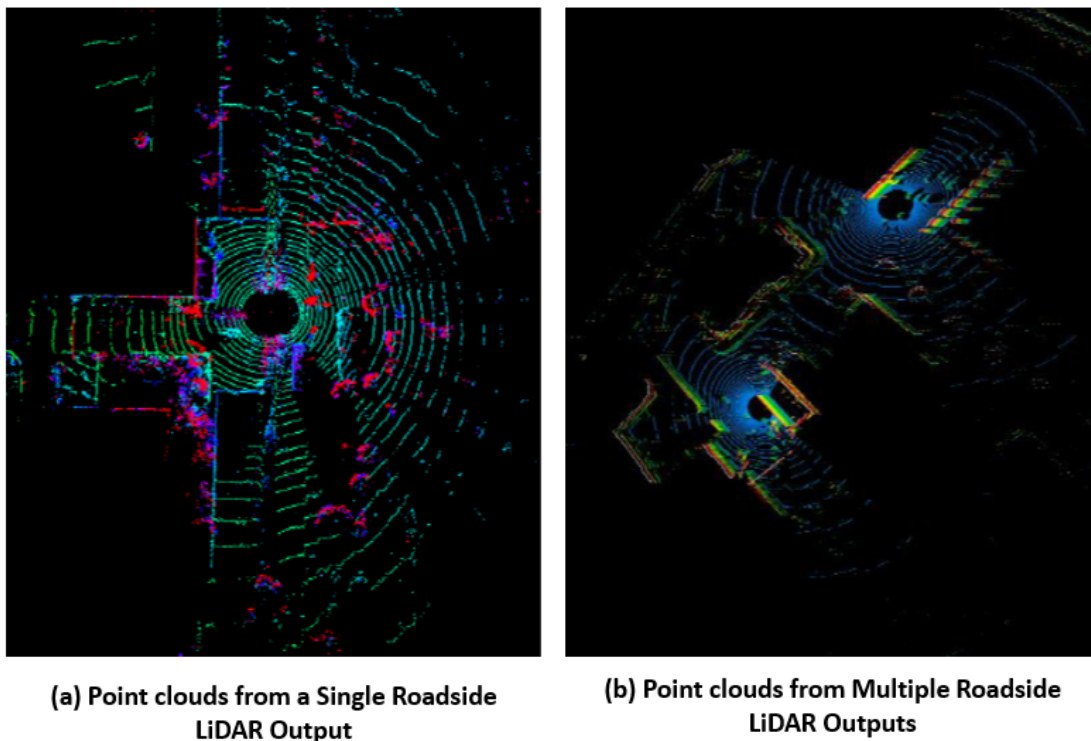 (a) Point clouds from a Single Roadside
LiDAR Output
(b) Point clouds from Multiple Roadside
LiDAR Outputs